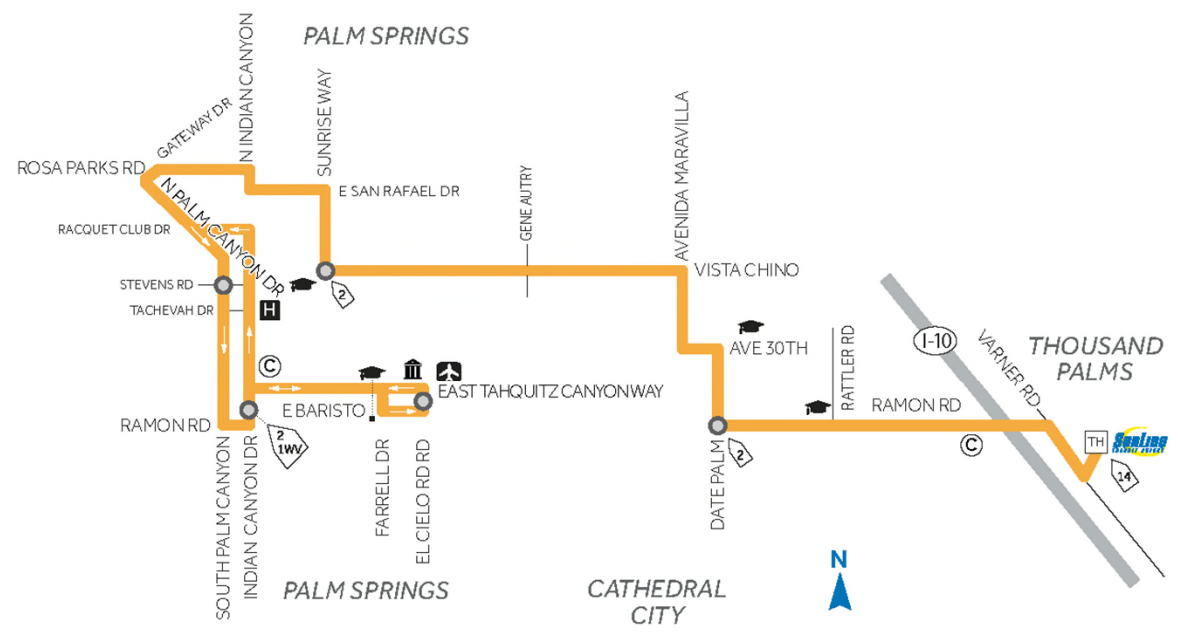 PALM SPRINGS
N INDIAN CANYON
SUNRISE WAY
GATEWAY DR
ROSA PARKS RD
N PALM CANYON DR
E SAN RAFAEL DR
GENE AUTRY
AVENIDA MARAVILLA
RACQUET CLUB DR
VISTA CHINO
STEVENS RD
2
TACHEVAH DR
H
I-10
AVE 30TH
RATTLER RD
VARNER RD
THOUSAND
PALMS
C
EAST TAHQUITZ CANYONWAY
E BARISTO
RAMON RD
RAMON RD
C
2
1WV
2
TH
SunLine
14
SOUTH PALM CANYON
INDIAN CANYON DR
FARRELL DR
EL CIELO RD RD
DATE PALM
N
PALM SPRINGS
CATHEDRAL
CITY